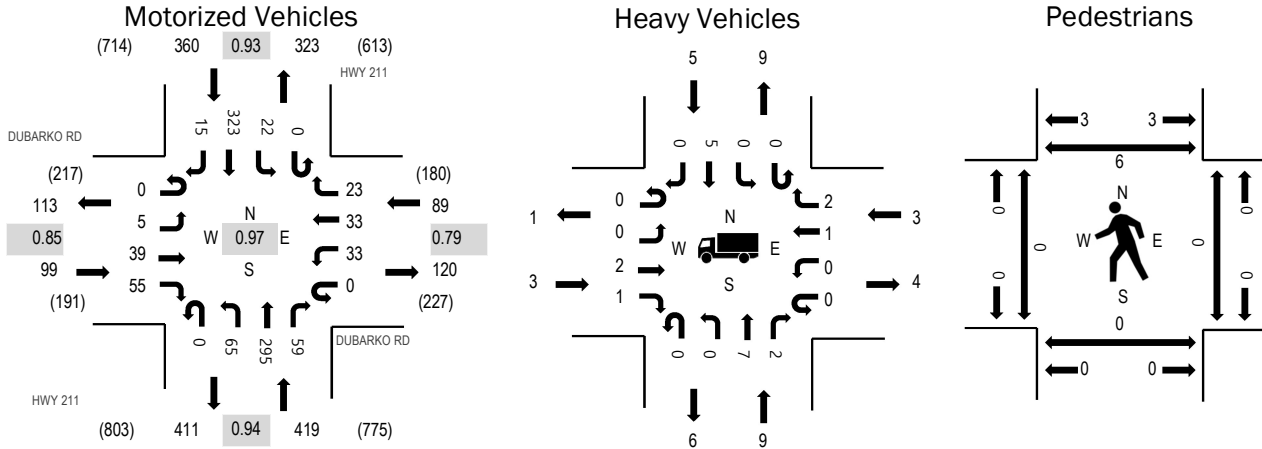 Motorized Vehicles
(714) 360 0.93 323 (613)
HWY 211
DUBARKO RD
15 323 22 0
(217) 0 23 (180)
113 5 N 33 89
0.85 39 W 0.97 E 33 0.79
99 55 S 0 120
(191) (227)
0 65 295 59
DUBARKO RD
HWY 211
(803) 411 0.94 419 (775)
Heavy Vehicles
5 9
0 5 0 0
0 2
1 0 N 1 3
W E
3 2 0 4
1 S 0
0 0 7 2
6 9
Pedestrians
3 3
6
0 N 0
W E
0 0
0 S 0
0
0 0